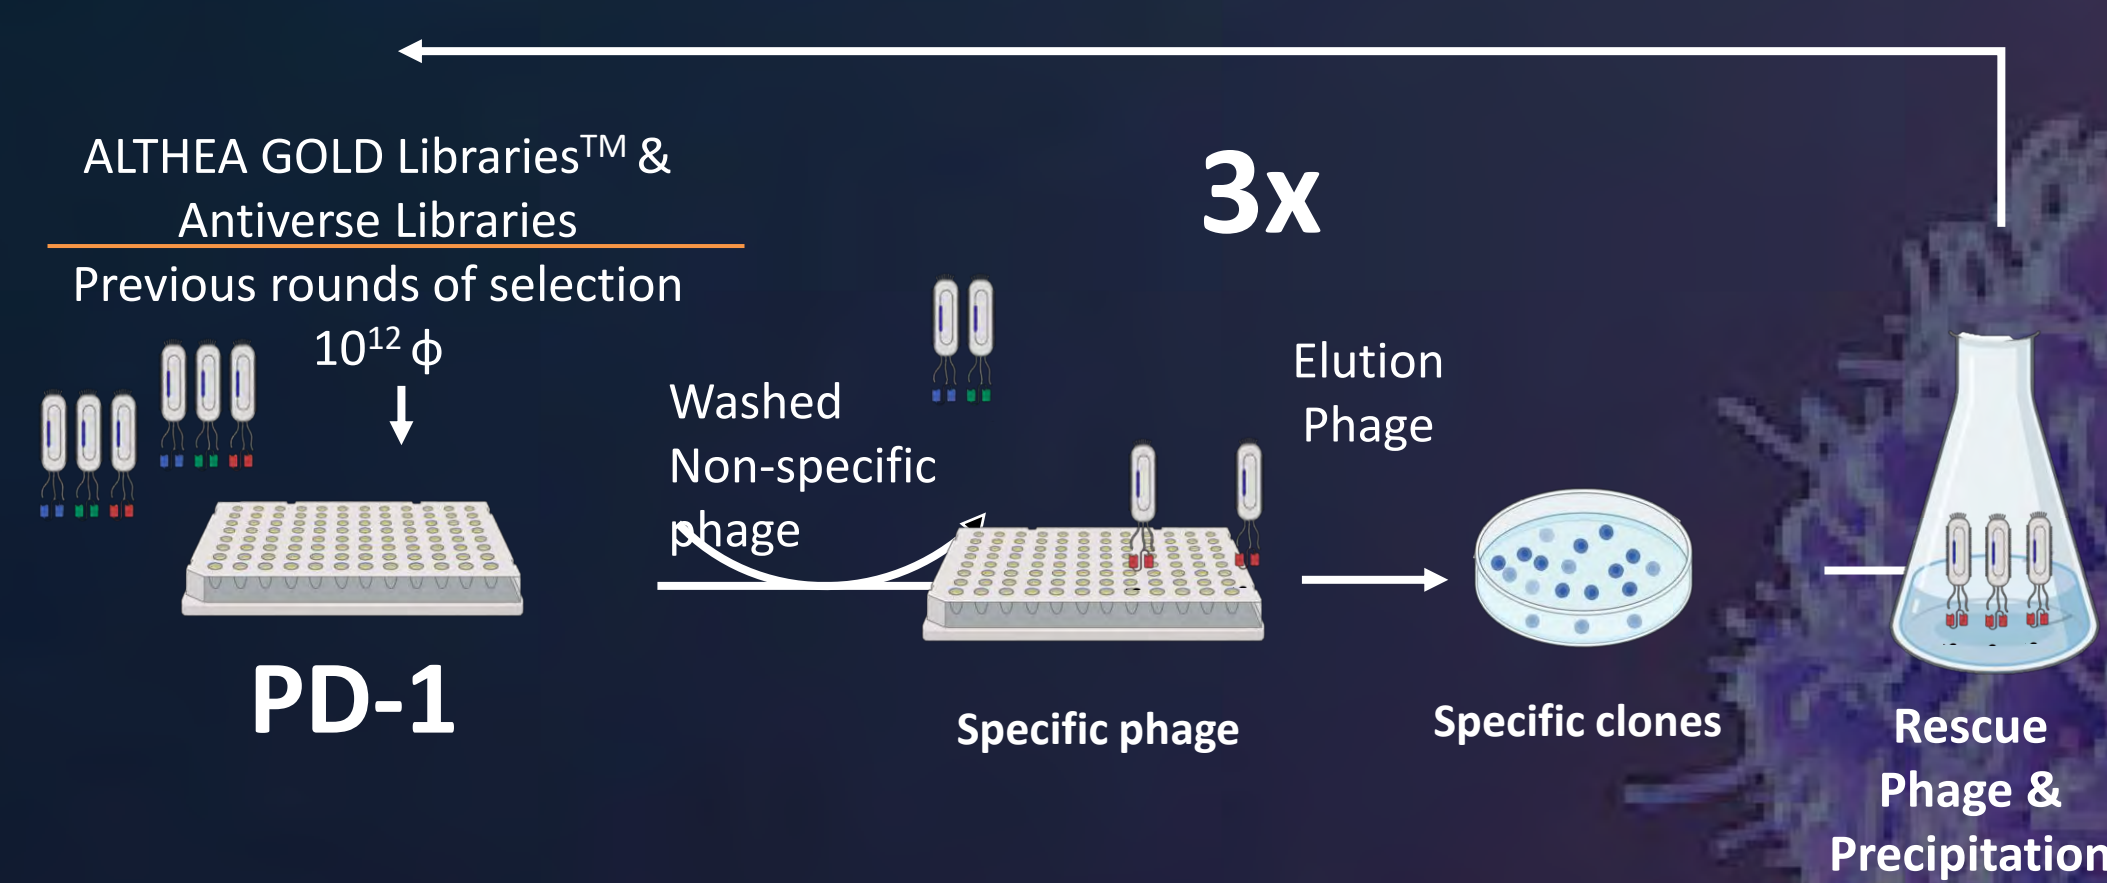 ALTHEA GOLD Libraries™ &
Antiverse Libraries
Previous rounds of selection
10¹² ϕ
PD-1
Washed
Non-specific
phage
3x
Specific phage
Elution
Phage
Specific clones
Rescue
Phage &
Precipitation